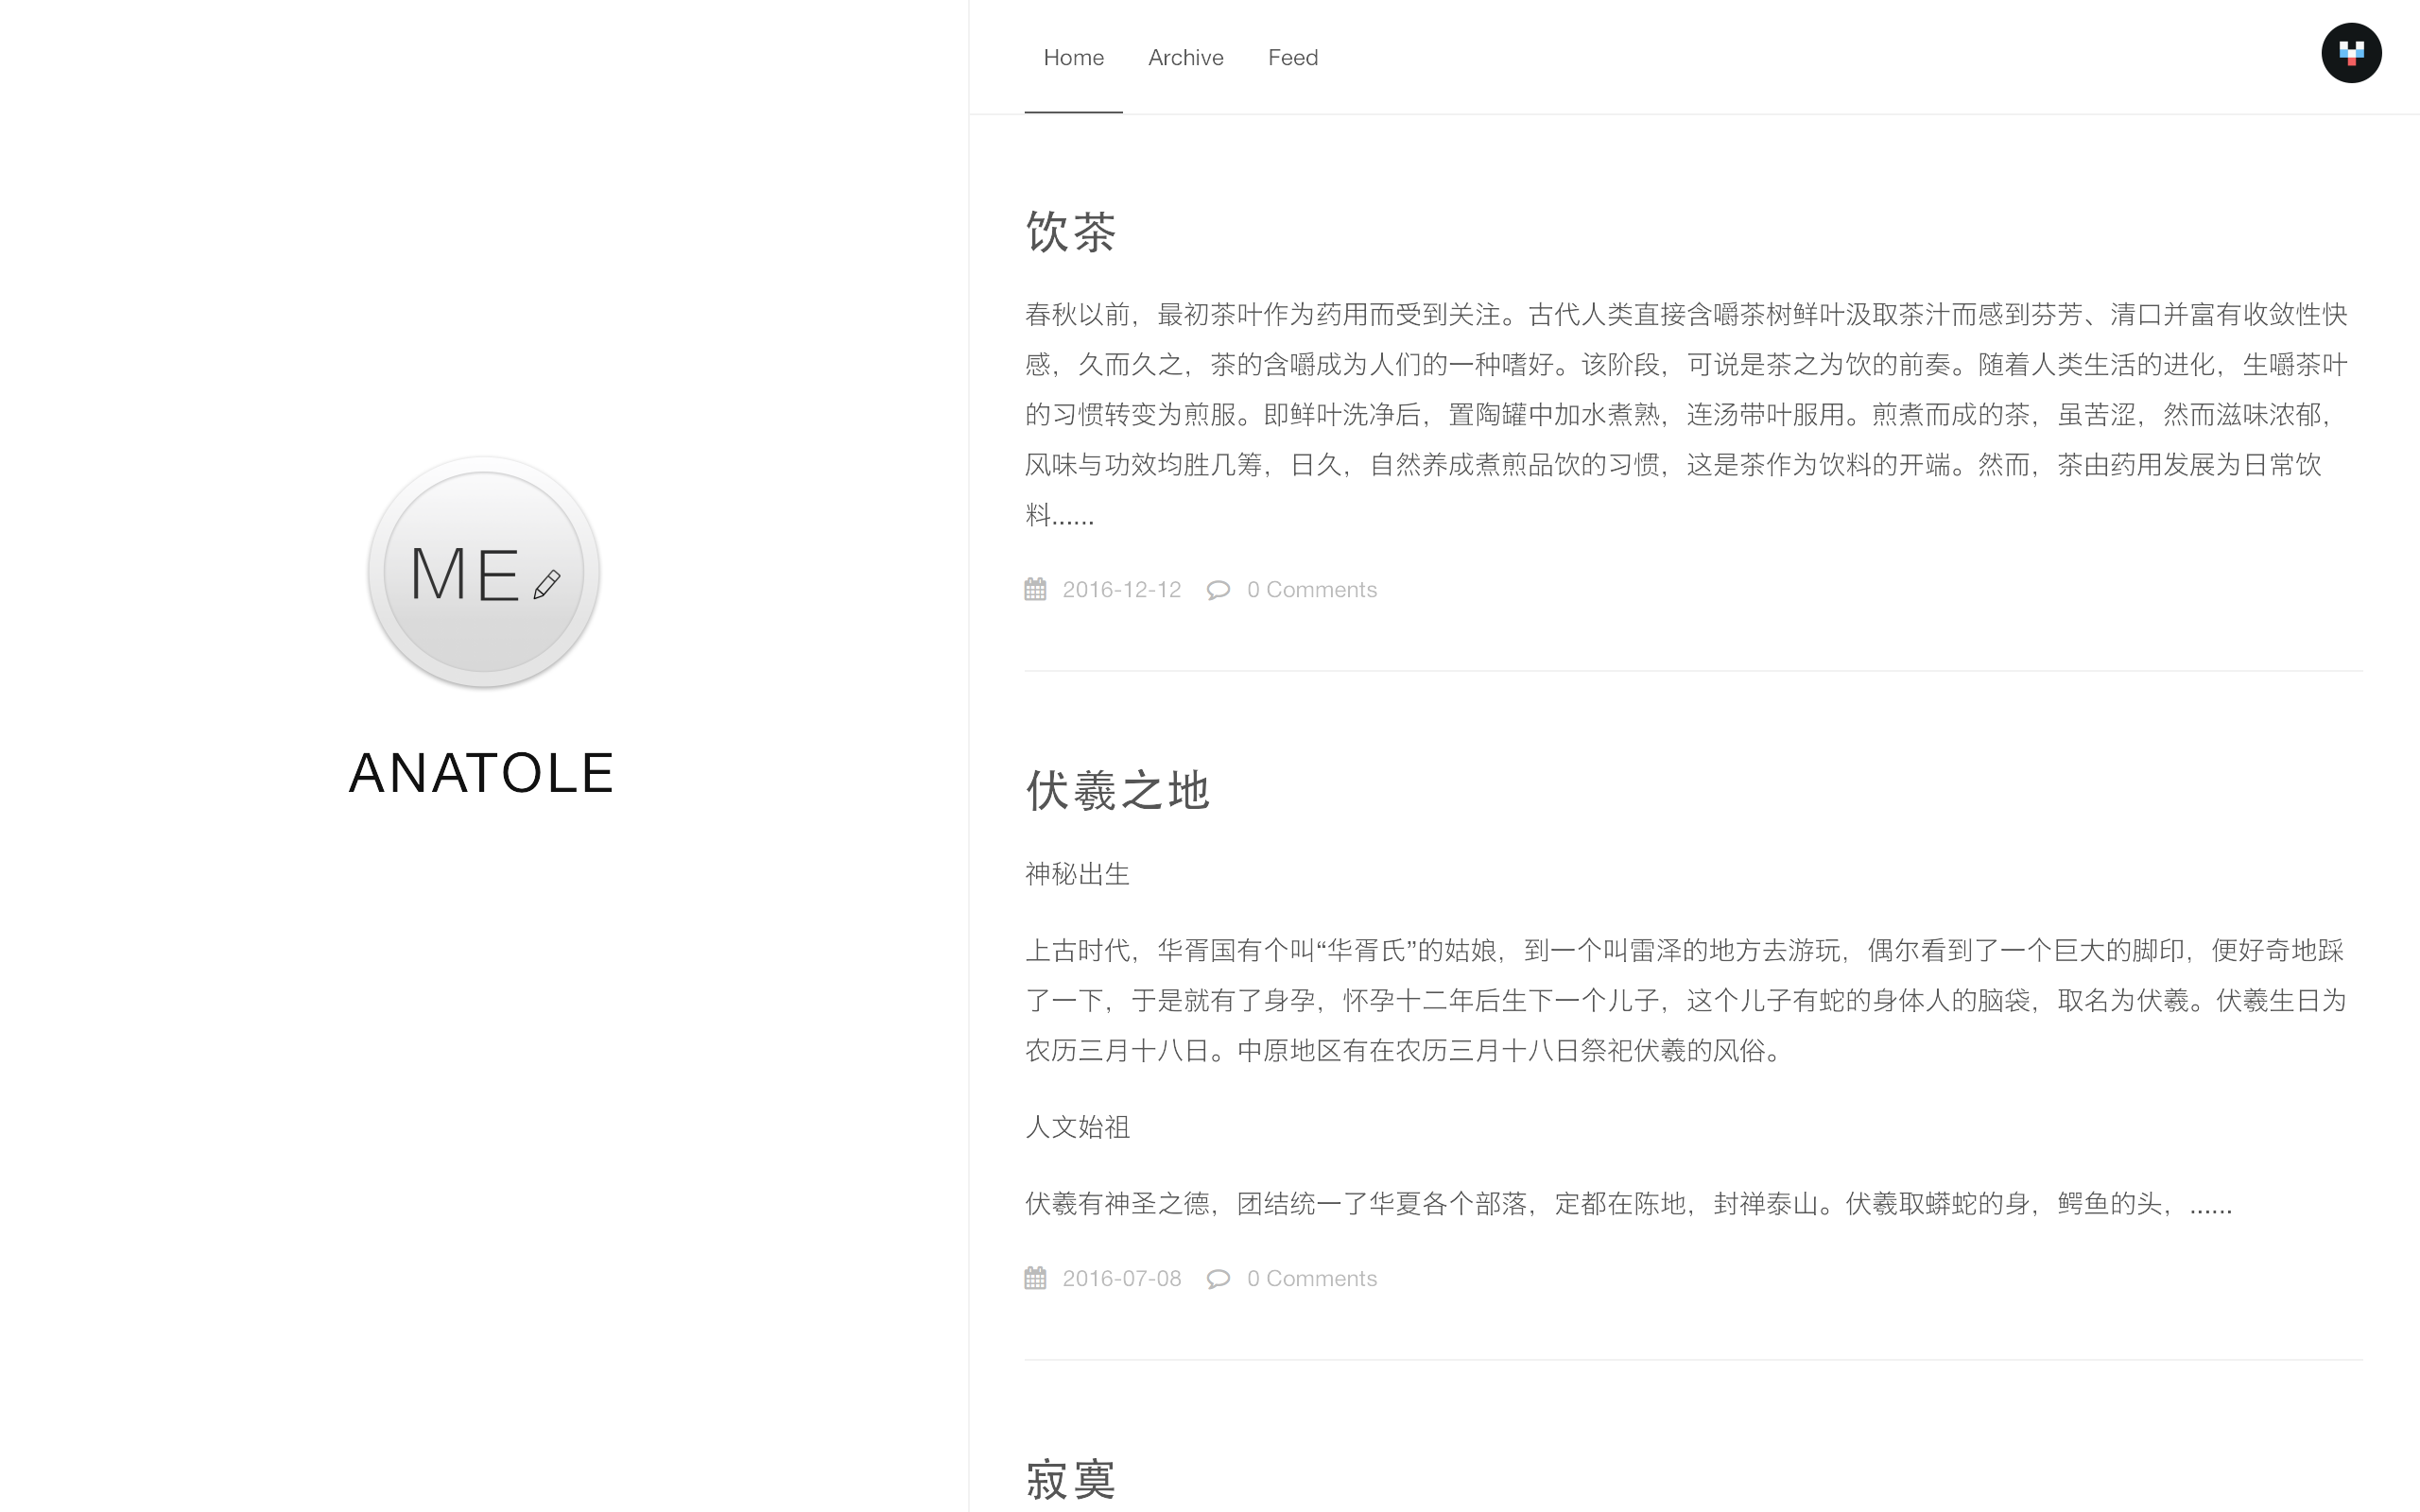 ME
ANATOLE
Home Archive Feed
饮茶
春秋以前，最初茶叶作为药用而受到关注。古代人类直接含嚼茶树鲜叶汲取茶汁而感到芬芳、清口并富有收敛性快
感，久而久之，茶的含嚼成为人们的一种嗜好。该阶段，可说是茶之为饮的前奏。随着人类生活的进化，生嚼茶叶
的习惯转变为煎服。即鲜叶洗净后，置陶罐中加水煮熟，连汤带叶服用。煎煮而成的茶，虽苦涩，然而滋味浓郁，
风味与功效均胜几筹，日久，自然养成煮煎品饮的习惯，这是茶作为饮料的开端。然而，茶由药用发展为日常饮
料......
2016-12-12 0 Comments
伏羲之地
神秘出生
上古时代，华胥国有个叫“华胥氏”的姑娘，到一个叫雷泽的地方去游玩，偶尔看到了一个巨大的脚印，便好奇地踩
了一下，于是就有了身孕，怀孕十二年后生下一个儿子，这个儿子有蛇的身体人的脑袋，取名为伏羲。伏羲生日为
农历三月十八日。中原地区有在农历三月十八日祭祀伏羲的风俗。
人文始祖
伏羲有神圣之德，团结统一了华夏各个部落，定都在陈地，封禅泰山。伏羲取蟒蛇的身，鳄鱼的头，......
2016-07-08 0 Comments
寂寞